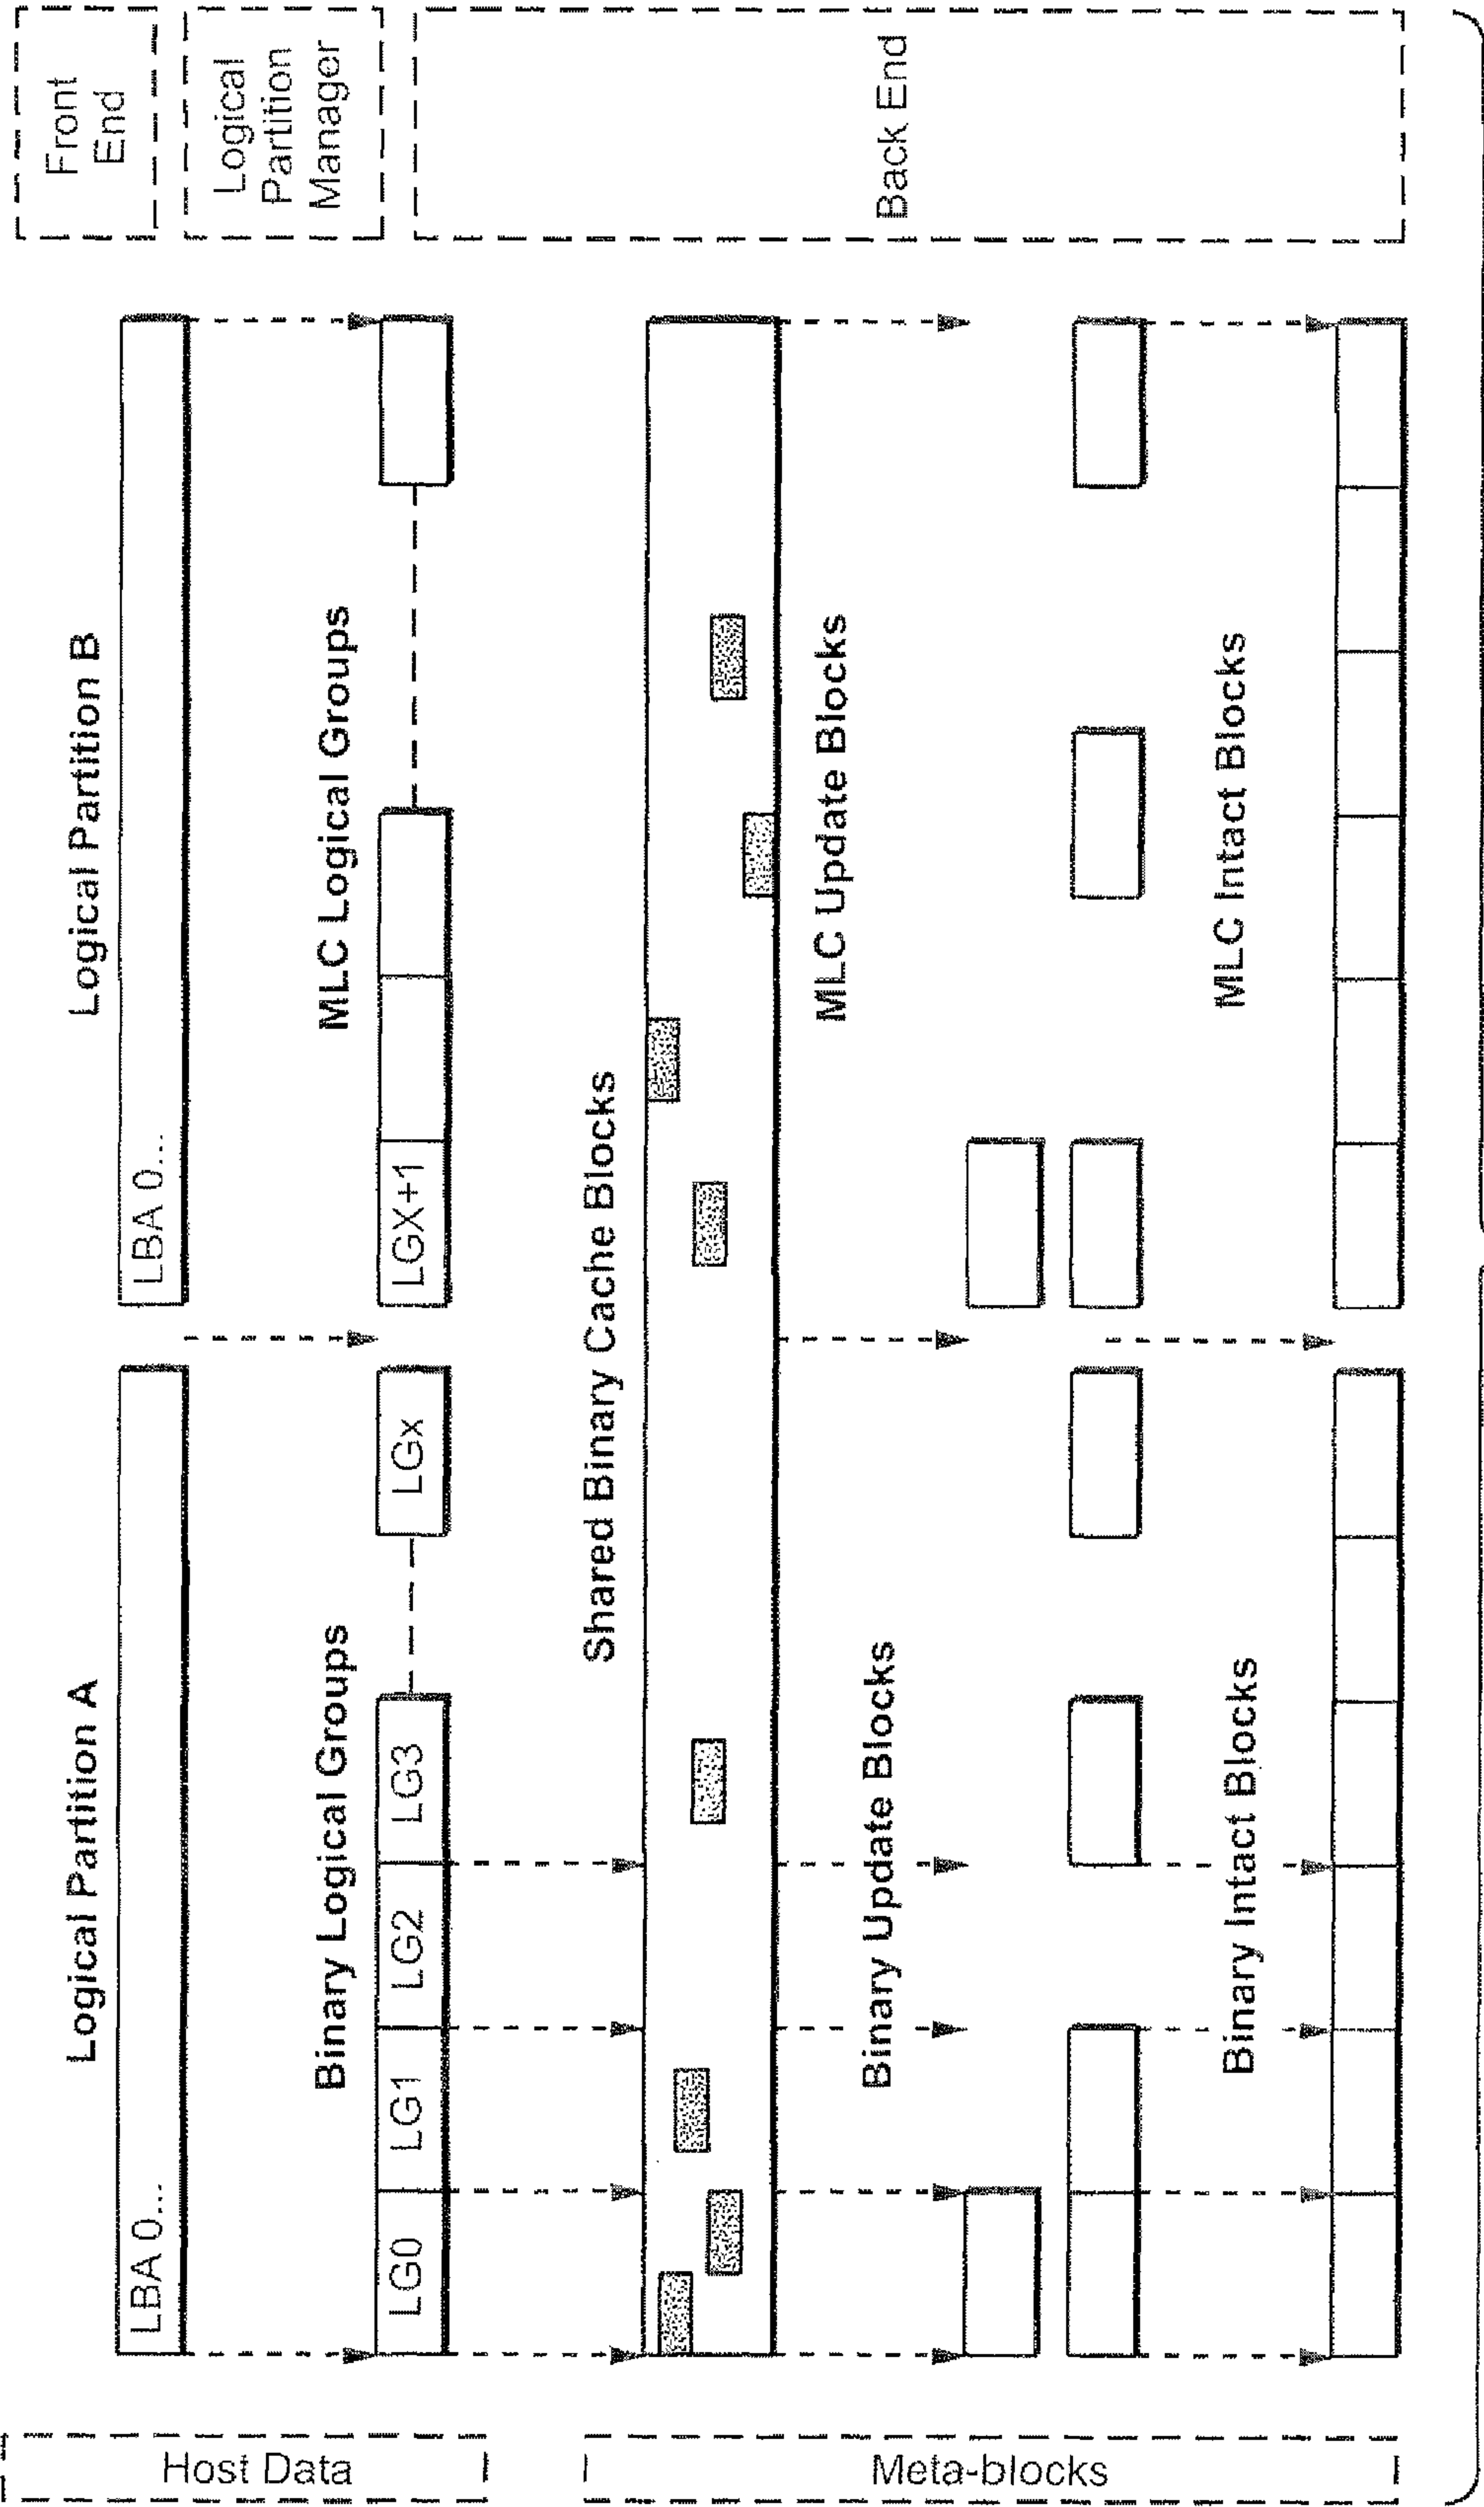 Logical Partition A
Logical Partition B
Front
End
LBA 0...
LBA 0...
Host Data
Binary Logical Groups
MLC Logical Groups
Logical
Partition
Manager
LG0
LG1
LG2
LG3
LGx
LGX+1
Shared Binary Cache Blocks
Binary Update Blocks
MLC Update Blocks
Back End
Meta-blocks
Binary Intact Blocks
MLC Intact Blocks